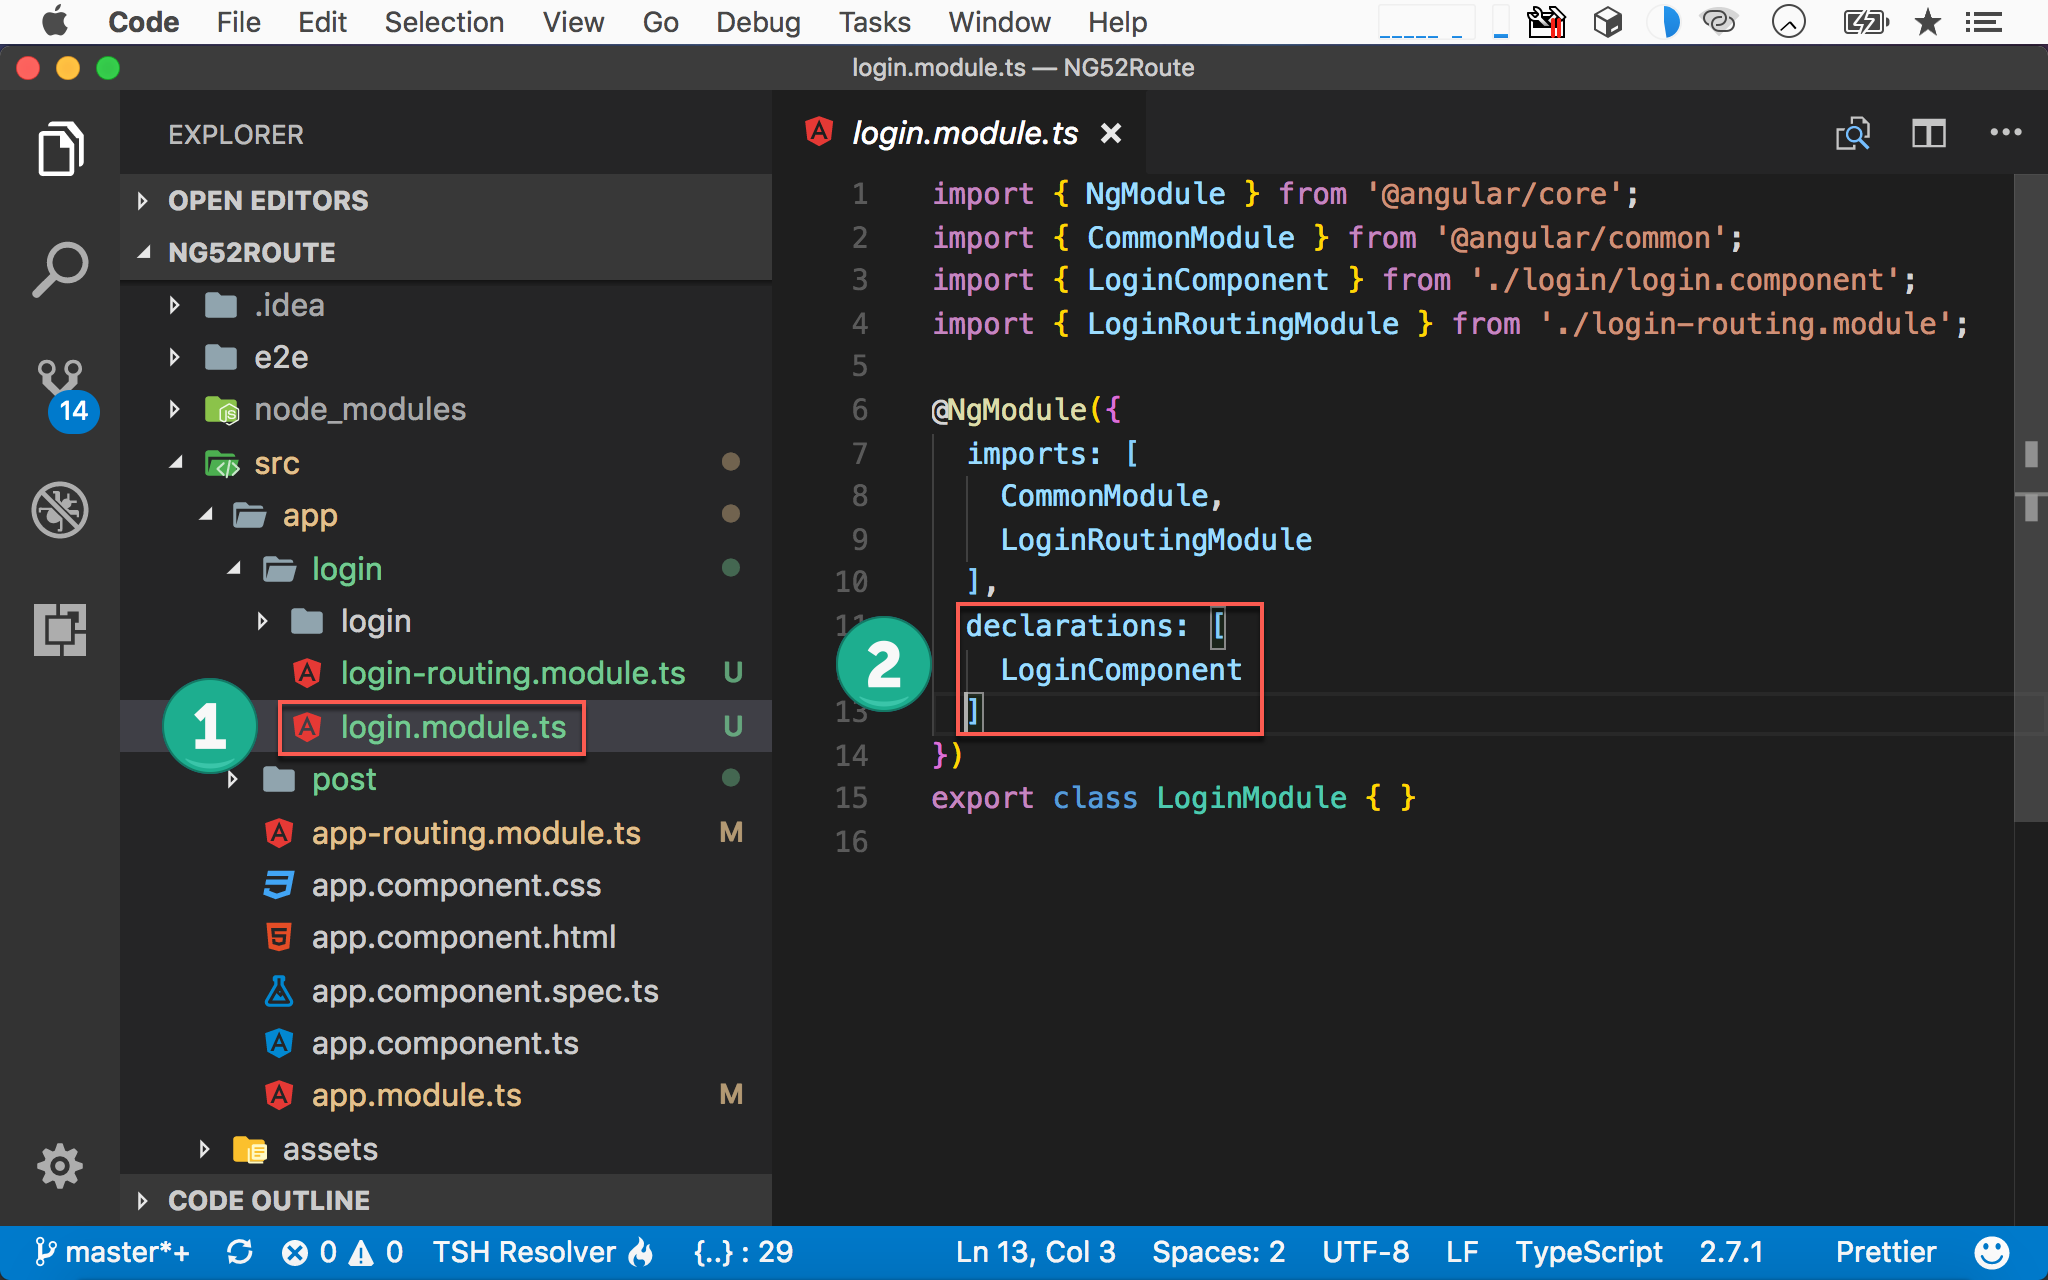 Code File Edit Selection View Go Debug Tasks Window Help
login.module.ts — NG52Route
EXPLORER
OPEN EDITORS
NG52ROUTE
.idea
e2e
node_modules
src
app
login
login
login-routing.module.ts U
login.module.ts U
post
app-routing.module.ts M
app.component.css
app.component.html
app.component.spec.ts
app.component.ts
app.module.ts M
assets
CODE OUTLINE
14
1
login.module.ts
1 import { NgModule } from '@angular/core';
2 import { CommonModule } from '@angular/common';
3 import { LoginComponent } from './login/login.component';
4 import { LoginRoutingModule } from './login-routing.module';
5
6 @NgModule({
7 imports: [
8 CommonModule,
9 LoginRoutingModule
10 ],
11 declarations: [
2 LoginComponent
13 ]
14 })
15 export class LoginModule { }
16
master*+ 0 0 TSH Resolver {..} : 29 Ln 13, Col 3 Spaces: 2 UTF-8 LF TypeScript 2.7.1 Prettier